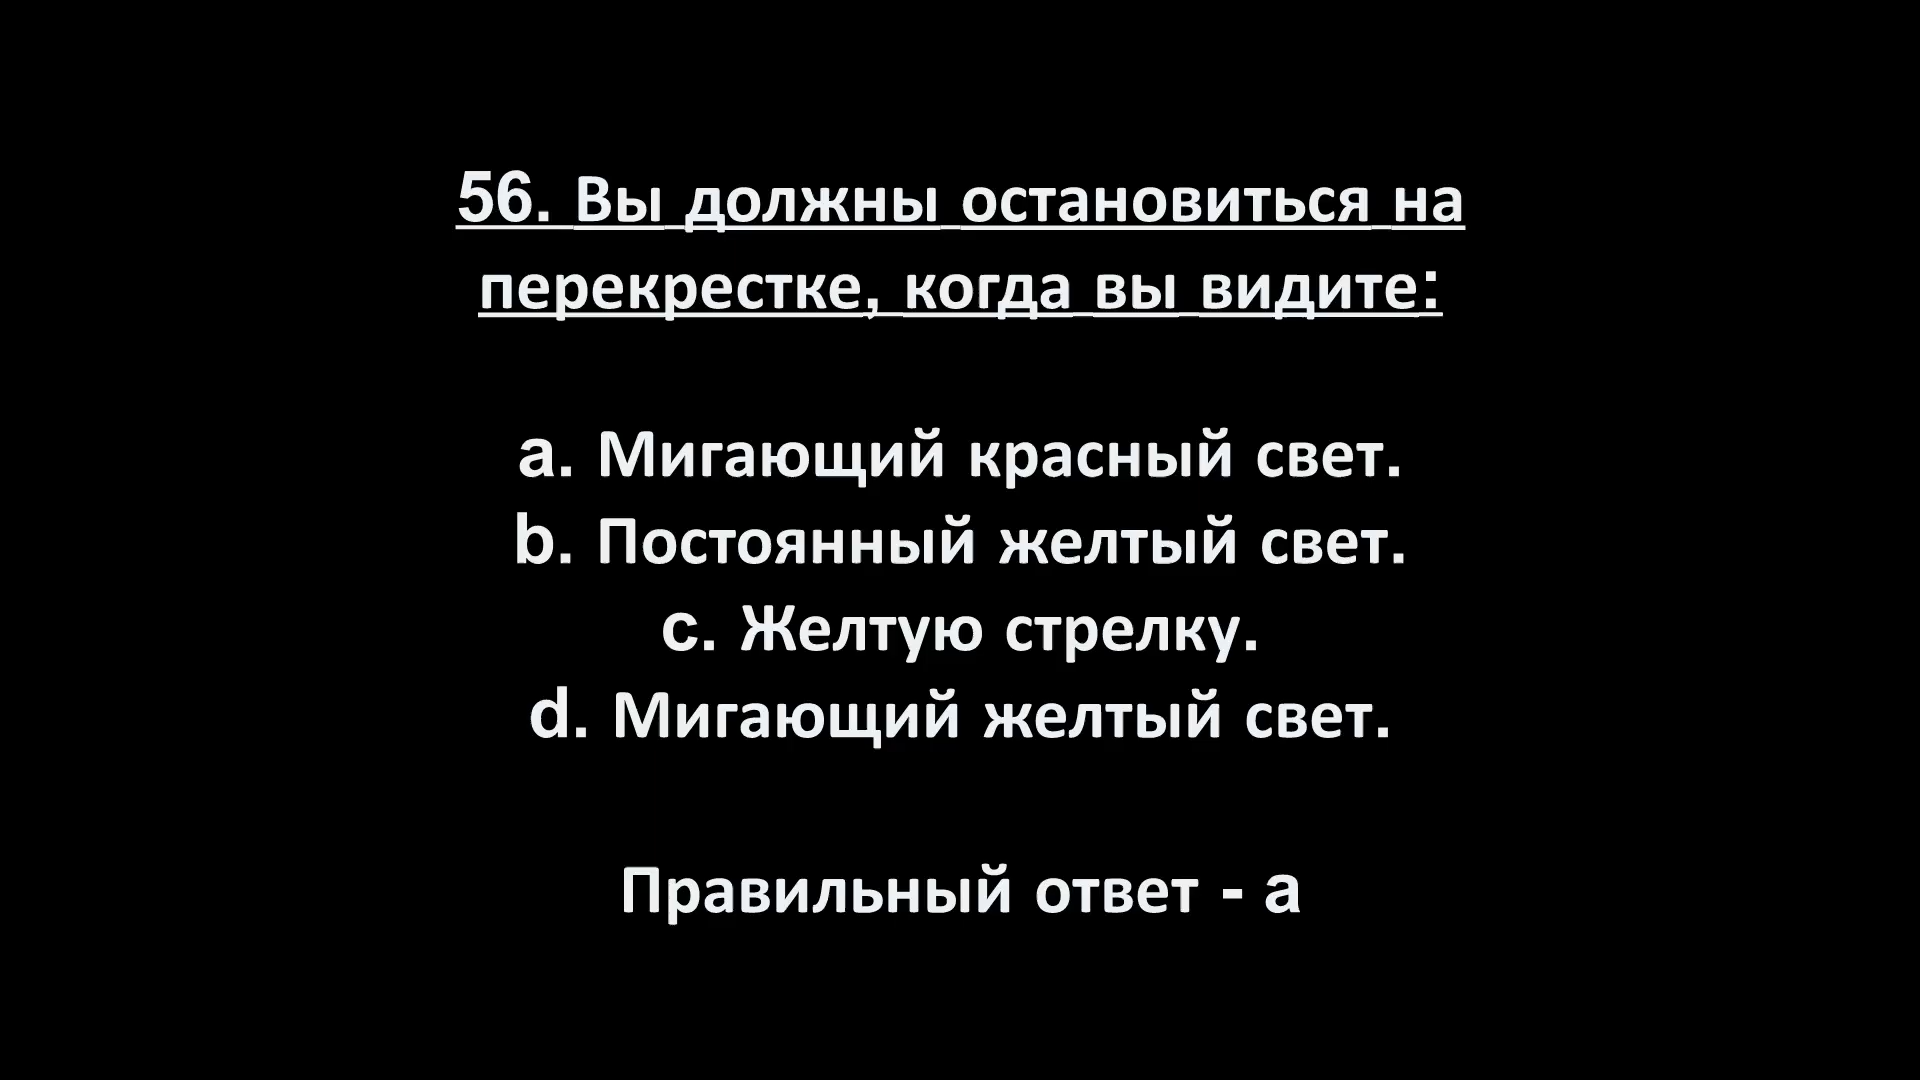 56. Вы должны остановиться на
перекрестке, когда вы видите:
a. Мигающий красный свет.
b. Постоянный желтый свет.
c. Желтую стрелку.
d. Мигающий желтый свет.
Правильный ответ - a